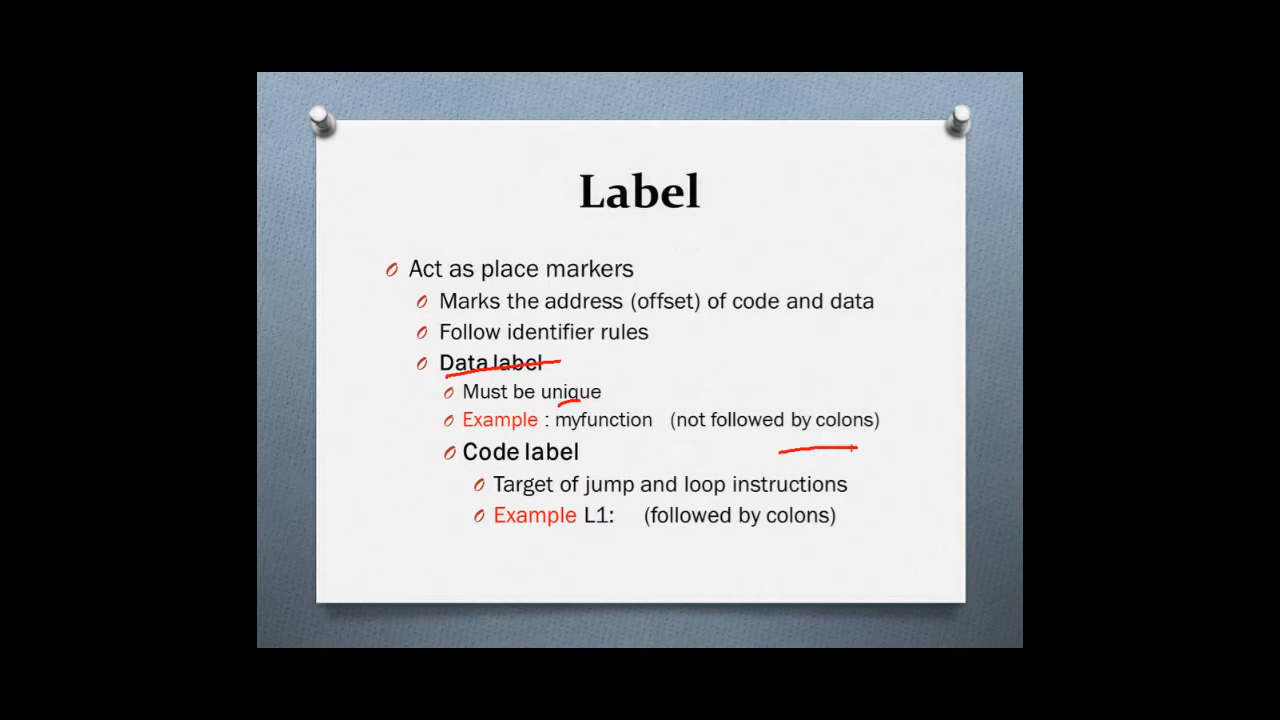 Label
Act as place markers
Marks the address (offset) of code and data
Follow identifier rules
Data label
Must be unique
Example : myfunction (not followed by colons)
Code label
Target of jump and loop instructions
Example L1: (followed by colons)